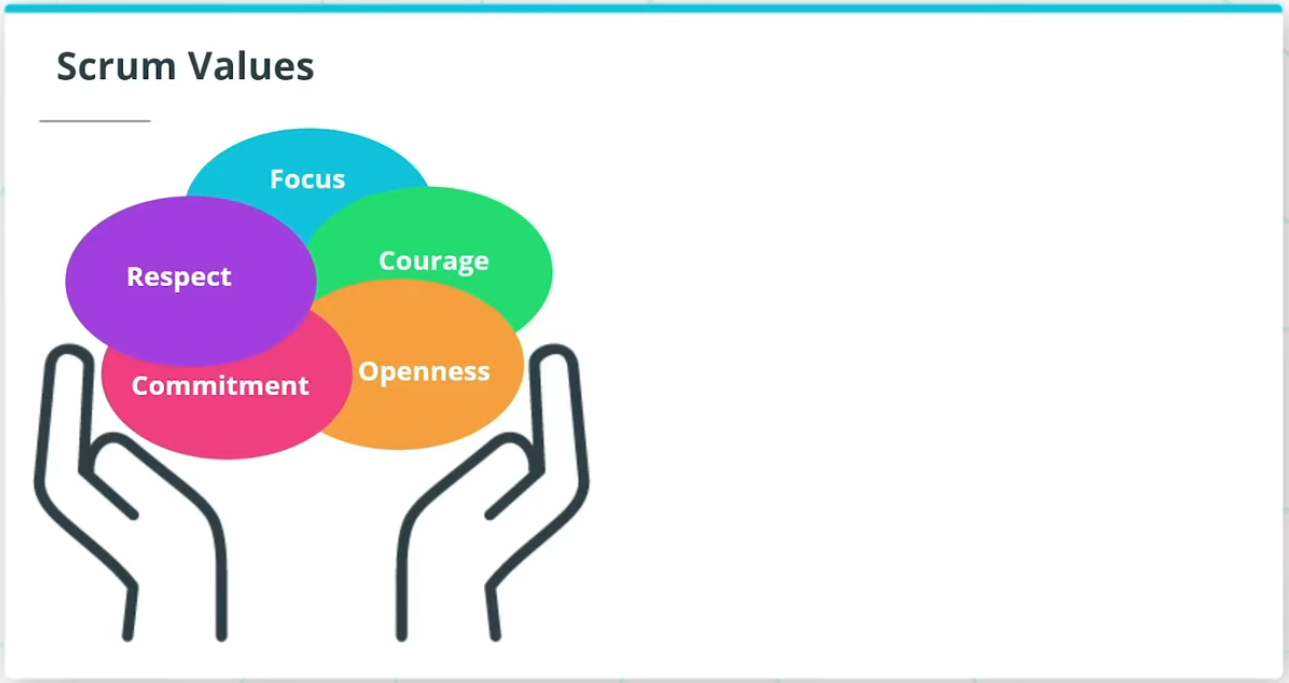 Scrum Values
Focus
Courage
Respect
Openness
Commitment